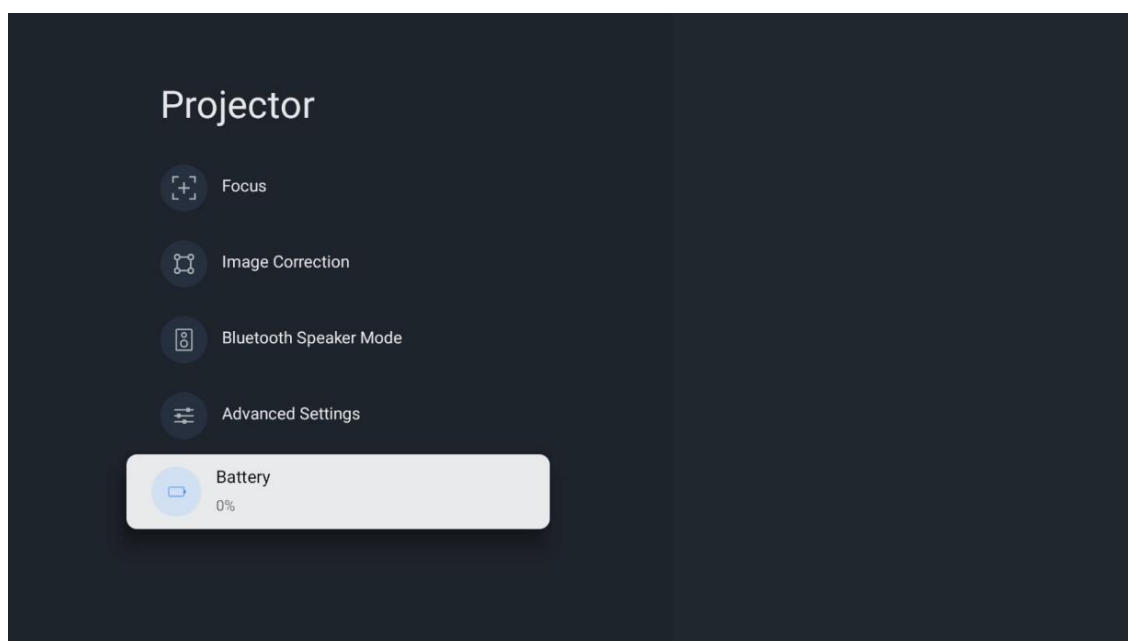 Projector
Focus
Image Correction
Bluetooth Speaker Mode
Advanced Settings
Battery
0%